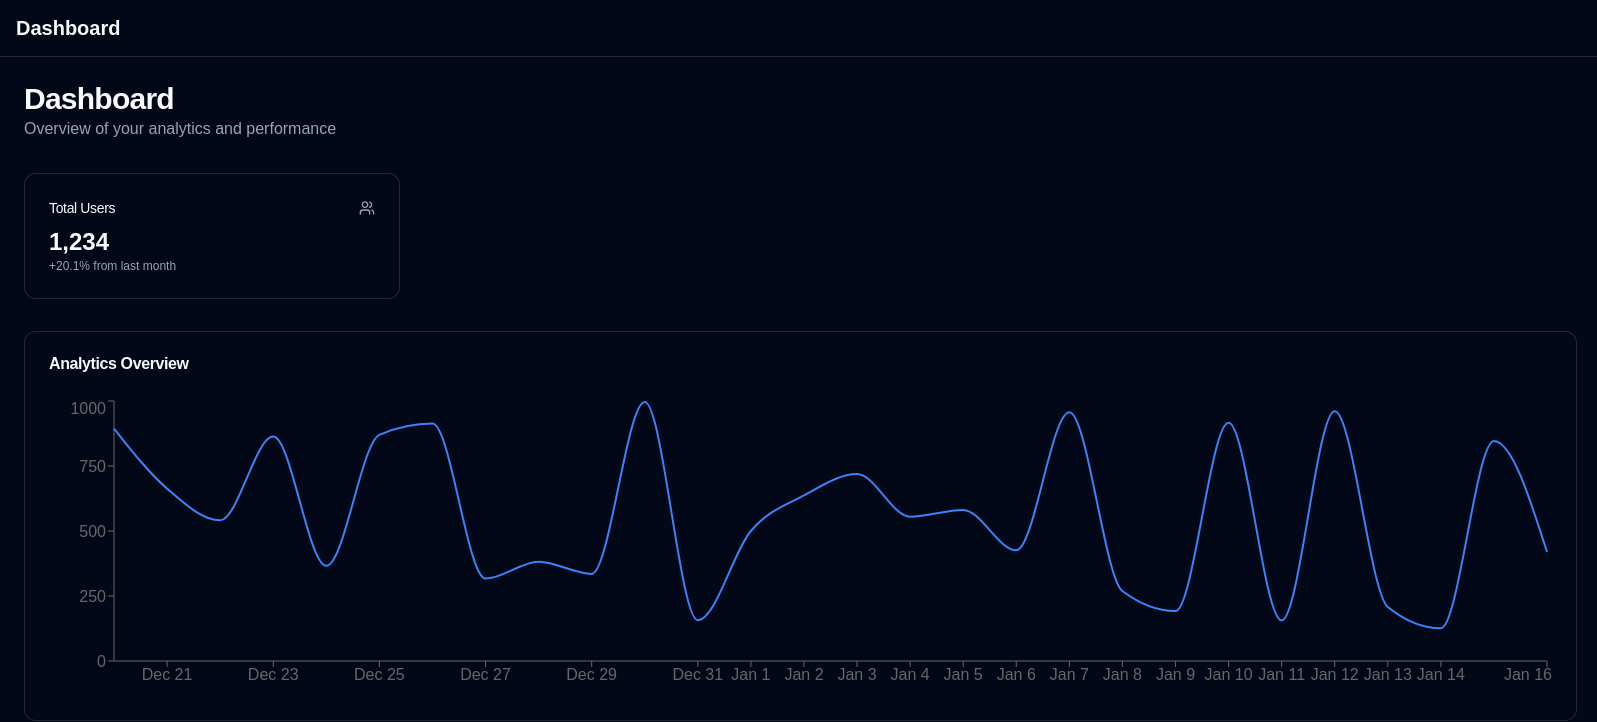 Dashboard
Dashboard
Overview of your analytics and performance
Total Users
1,234
+20.1% from last month
Analytics Overview
1000
750
500
250
0
Dec 21 Dec 23 Dec 25 Dec 27 Dec 29 Dec 31 Jan 1 Jan 2 Jan 3 Jan 4 Jan 5 Jan 6 Jan 7 Jan 8 Jan 9 Jan 10 Jan 11 Jan 12 Jan 13 Jan 14 Jan 16